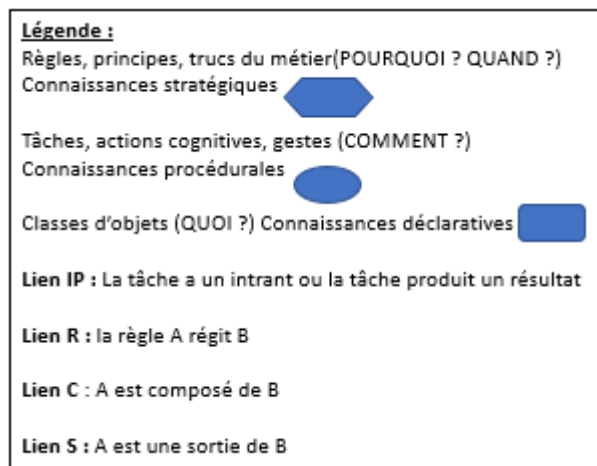 Légende :
Règles, principes, trucs du métier(POURQUOI ? QUAND ?)
Connaissances stratégiques
Tâches, actions cognitives, gestes (COMMENT ?)
Connaissances procédurales
Classes d'objets (QUOI ?) Connaissances déclaratives
Lien IP : La tâche a un intrant ou la tâche produit un résultat
Lien R : la règle A régit B
Lien C : A est composé de B
Lien S : A est une sortie de B